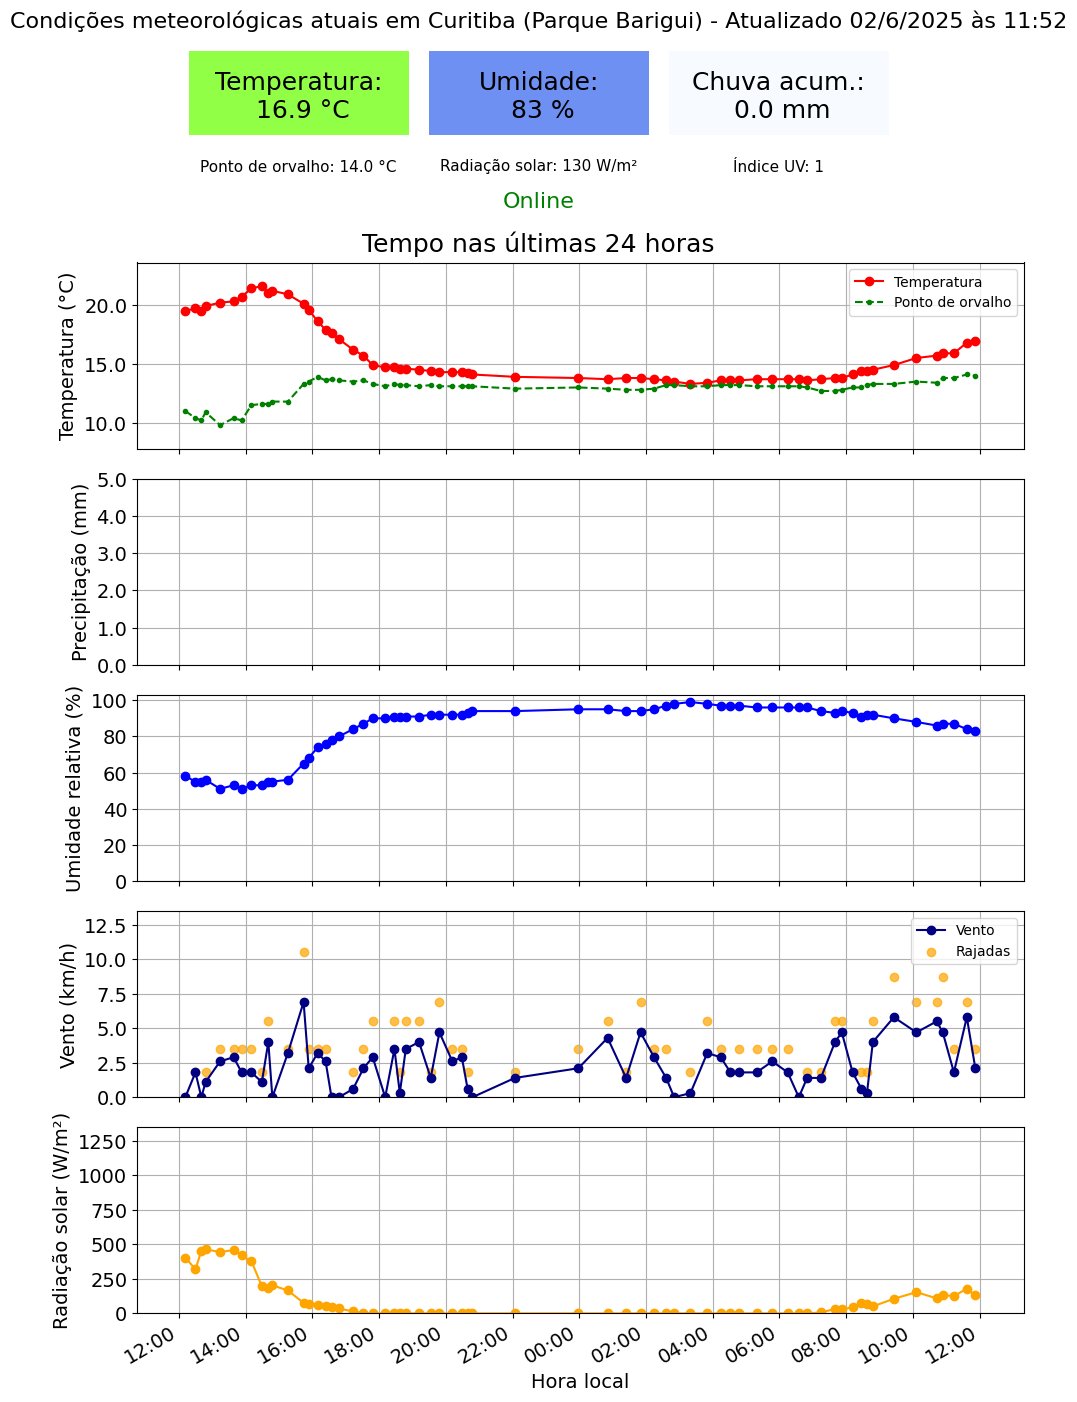 Condições meteorológicas atuais em Curitiba (Parque Barigui) - Atualizado 02/6/2025 às 11:52
Temperatura:
16.9 °C
Umidade:
83 %
Chuva acum.:
0.0 mm
Ponto de orvalho: 14.0 °C
Radiação solar: 130 W/m²
Índice UV: 1
Online
Tempo nas últimas 24 horas
Temperatura (°C)
20.0
15.0
10.0
Temperatura
Ponto de orvalho
Precipitação (mm)
5.0
4.0
3.0
2.0
1.0
0.0
Umidade relativa (%)
100
80
60
40
20
0
Vento (km/h)
12.5
10.0
7.5
5.0
2.5
0.0
Vento
Rajadas
Radiação solar (W/m²)
1250
1000
750
500
250
0
12:00
14:00
16:00
18:00
20:00
22:00
00:00
02:00
04:00
06:00
08:00
10:00
12:00
Hora local